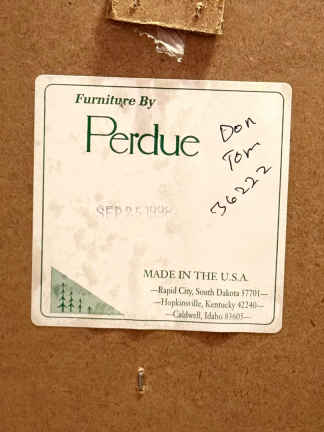 Furniture By
Perdue
Don
Tom
36222
MADE IN THE U.S.A.
—Rapid City, South Dakota 57701—
—Hopkinsville, Kentucky 42240—
—Caldwell, Idaho 83605—